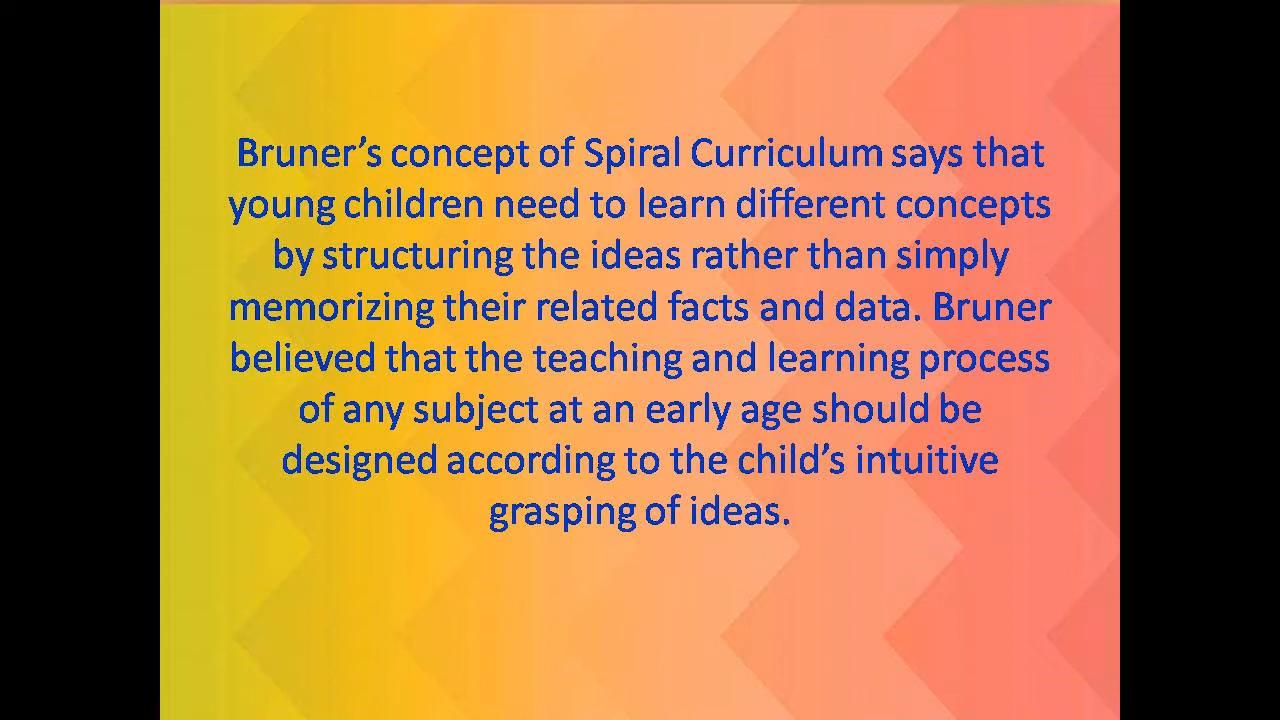 Bruner’s concept of Spiral Curriculum says that
young children need to learn different concepts
by structuring the ideas rather than simply
memorizing their related facts and data. Bruner
believed that the teaching and learning process
of any subject at an early age should be
designed according to the child’s intuitive
grasping of ideas.